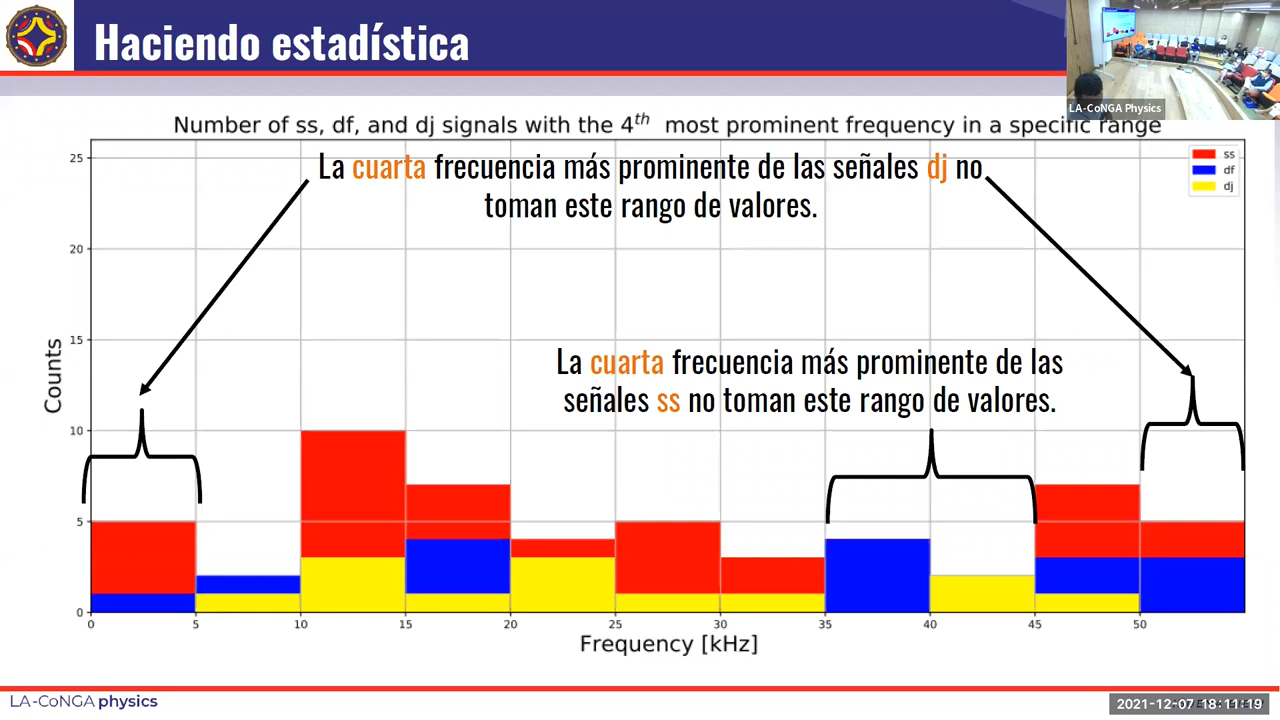 Haciendo estadística
LA-CoNGA Physics
Number of ss, df, and dj signals with the 4th most prominent frequency in a specific range
La cuarta frecuencia más prominente de las señales dj no
toman este rango de valores.
ss
df
dj
La cuarta frecuencia más prominente de las
señales ss no toman este rango de valores.
Counts
25
20
15
10
5
0
0 5 10 15 20 25 30 35 40 45 50
Frequency [kHz]
LA-CoNGA physics
2021-12-07 18:11:19